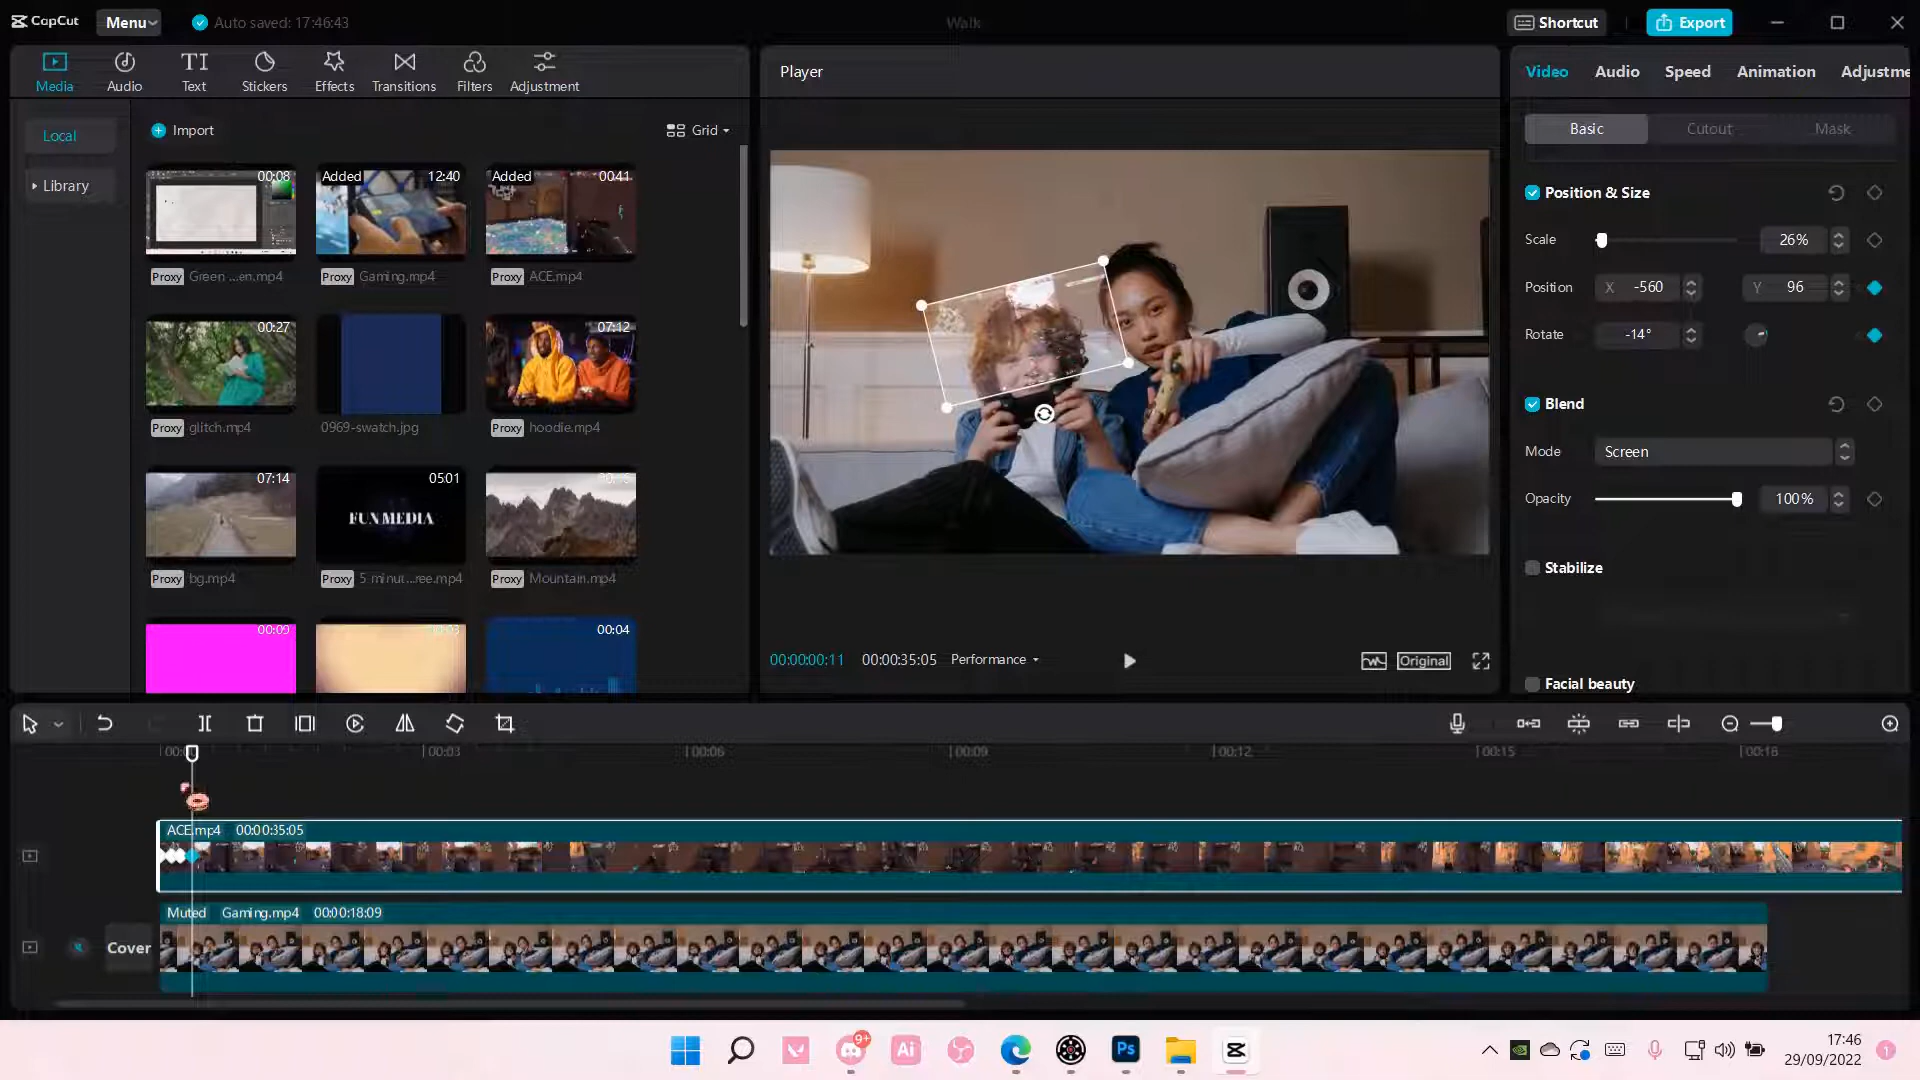 CapCut
Menu
Auto saved: 17:46:43
Walk
Shortcut
Export
Media
Audio
Text
Stickers
Effects
Transitions
Filters
Adjustment
Player
Video
Audio
Speed
Animation
Adjustme
Local
Library
Import
Grid
00:08
Added 12:40
Added 00:41
Proxy Green ...en.mp4
Proxy Gaming.mp4
Proxy ACE.mp4
00:27
07:12
Proxy glitch.mp4
0969-swatch.jpg
Proxy hoodie.mp4
07:14
05:01
FUXMEDIA
Proxy bg.mp4
Proxy 5 minut...ree.mp4
Proxy Mountain.mp4
00:09
00:04
Basic
Cutout
Mask
Position & Size
Scale 26%
Position X -560 Y 96
Rotate -14°
Blend
Mode Screen
Opacity 100%
Stabilize
Facial beauty
00:00:00:11 00:00:35:05 Performance
Original
00:03
00:06
00:09
00:12
00:15
00:18
ACE.mp4 00:00:35:05
Muted Gaming.mp4 00:00:18:09
Cover
9+
Ai
Ps
17:46
29/09/2022
1